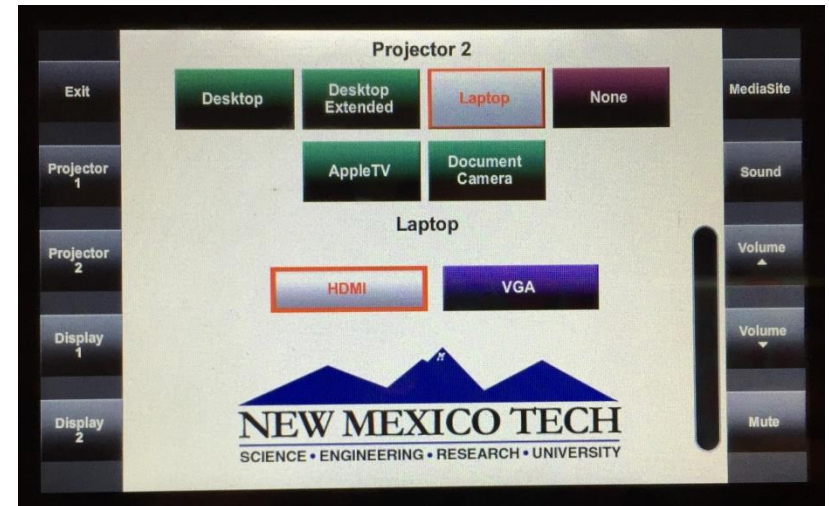 Projector 2
Exit
Desktop
Desktop
Extended
Laptop
None
MediaSite
Projector
1
AppleTV
Document
Camera
Sound
Laptop
Projector
2
Volume
HDMI
VGA
Display
1
Volume
M
NEW MEXICO TECH
SCIENCE • ENGINEERING • RESEARCH • UNIVERSITY
Display
2
Mute